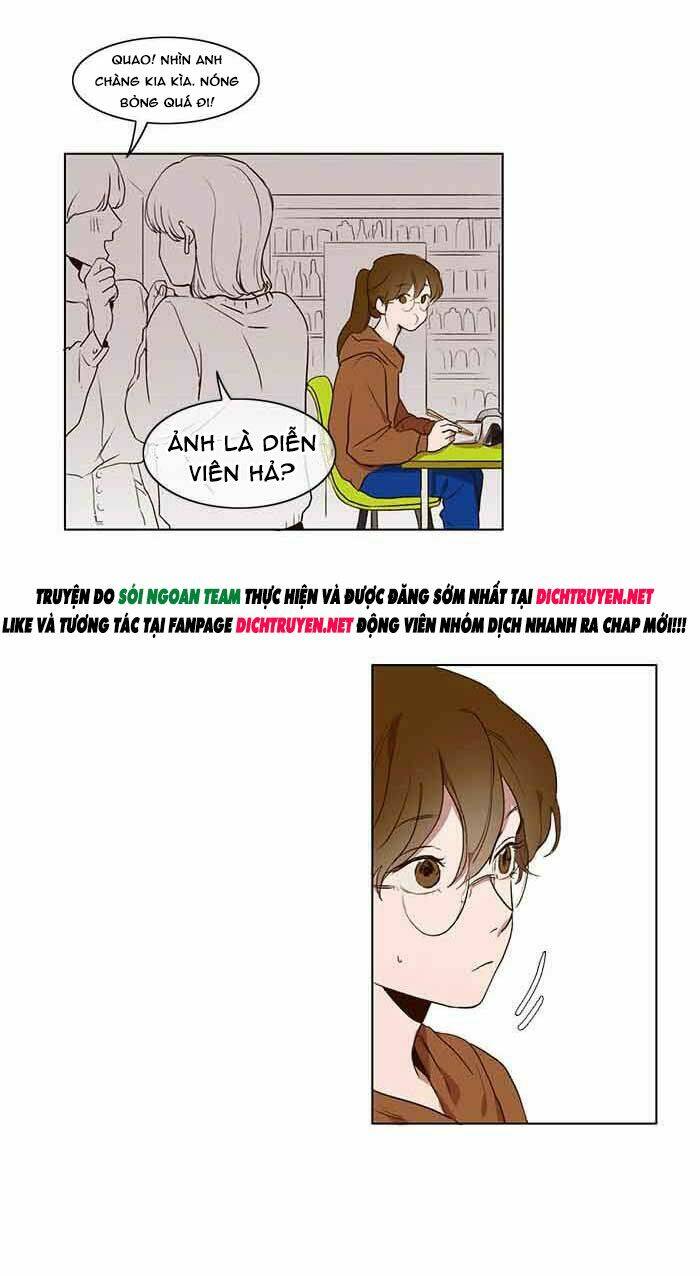 QUAO! NHÌN ANH
CHÀNG KIA KÌA. NÓNG
BỎNG QUÁ ĐI!
ẢNH LÀ DIỄN
VIÊN HẢ?
TRUYỆN DO SÓI NGOAN TEAM THỰC HIỆN VÀ ĐƯỢC ĐĂNG SỚM NHẤT TẠI DICHTRUYEN.NET
LIKE VÀ TƯƠNG TÁC TẠI FANPAGE DICHTRUYEN.NET ĐỘNG VIÊN NHÓM DỊCH NHANH RA CHAP MỚI!!!